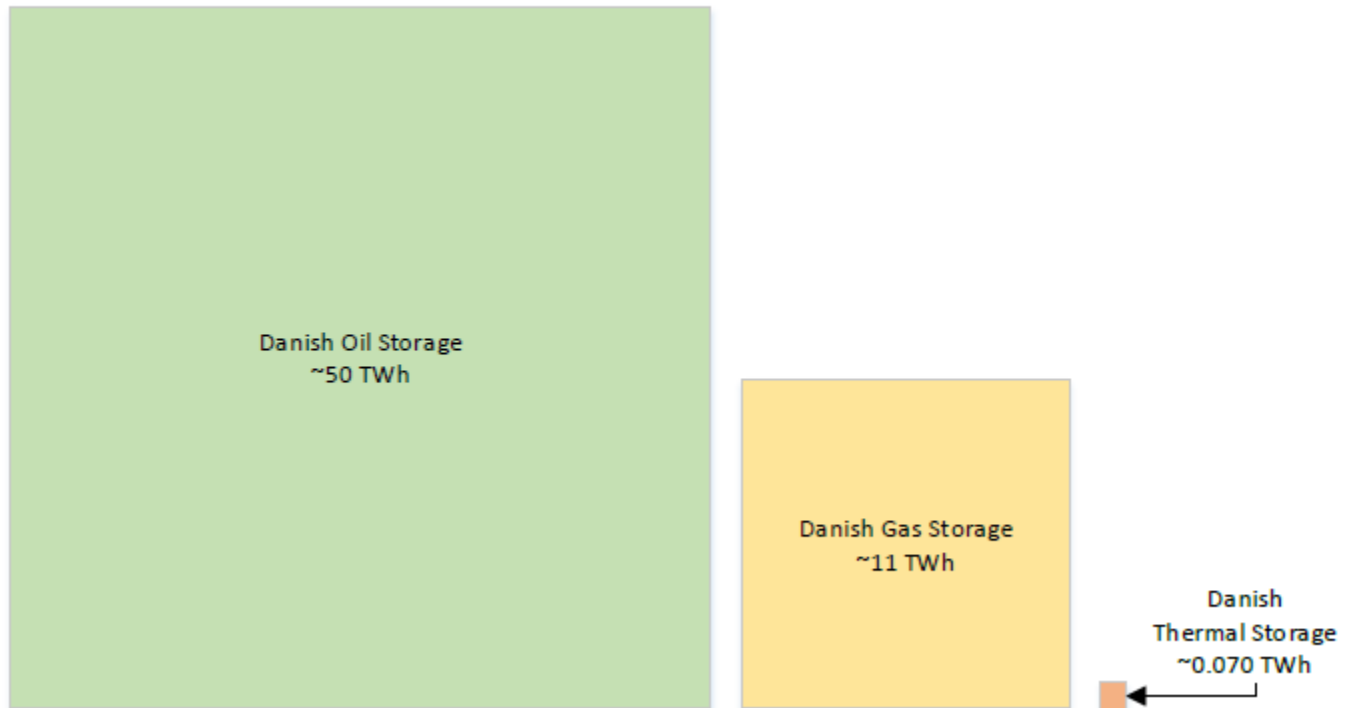 Danish Oil Storage
~50 TWh
Danish Gas Storage
~11 TWh
Danish
Thermal Storage
~0.070 TWh